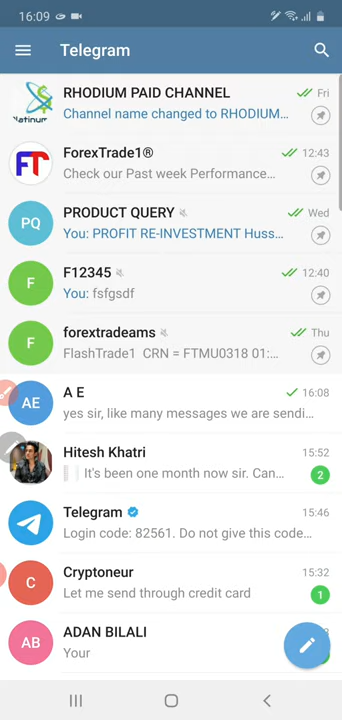 16:09
Telegram
RHODIUM PAID CHANNEL
Fri
Platinum
Channel name changed to RHODIUM...
ForexTrade1®
12:43
FT
Check our Past week Performance...
PRODUCT QUERY
Wed
PQ
You: PROFIT RE-INVESTMENT Huss...
F12345
12:40
F
You: fsfgsdf
forextradeams
Thu
F
FlashTrade1 CRN = FTMU0318 01:...
A E
16:08
AE
yes sir, like many messages we are sendi...
Hitesh Khatri
15:52
It's been one month now sir. Can...
2
Telegram
15:46
Login code: 82561. Do not give this code...
Cryptoneur
15:32
C
Let me send through credit card
1
ADAN BILALI
AB
Your